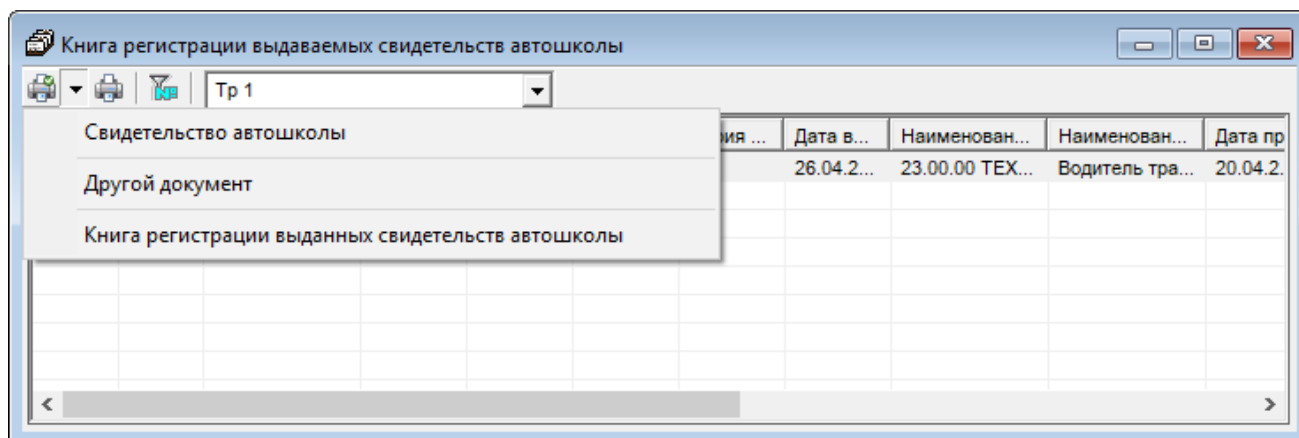 Книга регистрации выдаваемых свидетельств автошколы
Тр 1
Свидетельство автошколы
Другой документ
Книга регистрации выданных свидетельств автошколы
ия ... Дата в... Наименован... Наименован... Дата пр
26.04.2... 23.00.00 ТЕХ... Водитель тра... 20.04.2.